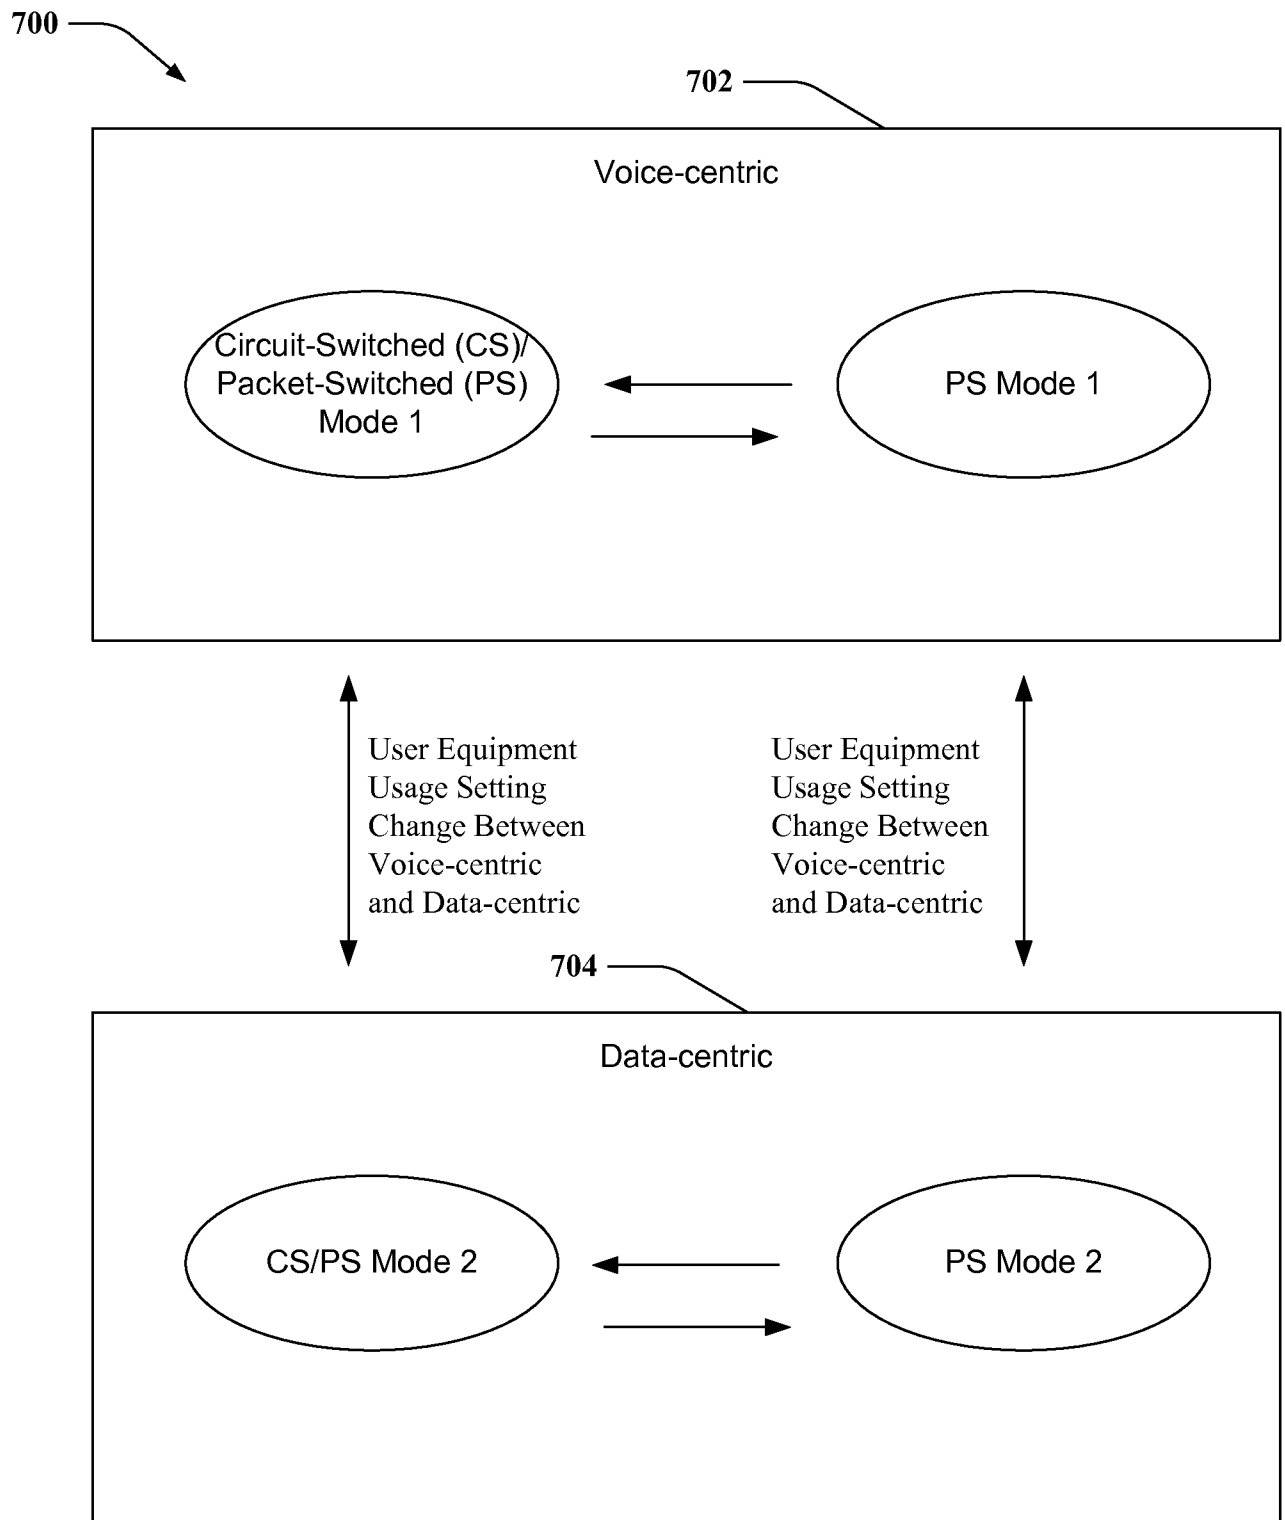 700
702
Voice-centric
Circuit-Switched (CS)/
Packet-Switched (PS)
Mode 1
PS Mode 1
User Equipment
Usage Setting
Change Between
Voice-centric
and Data-centric
User Equipment
Usage Setting
Change Between
Voice-centric
and Data-centric
704
Data-centric
CS/PS Mode 2
PS Mode 2